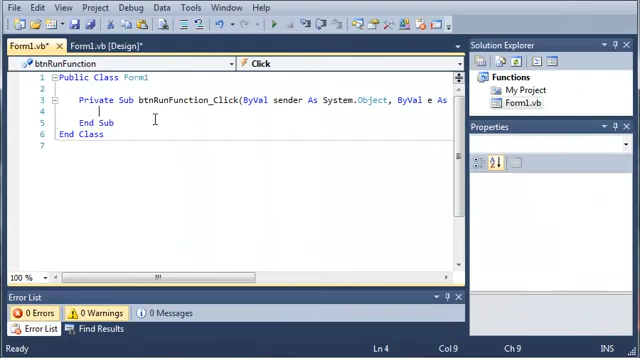 File Edit View Project Build Debug Data Tools Window Help
Form1.vb* Form1.vb [Design]*
btnRunFunction Click
1 Public Class Form1
2
3 Private Sub btnRunFunction_Click(ByVal sender As System.Object, ByVal e As
4
5 End Sub
6 End Class
7
100 %
Solution Explorer
Functions
My Project
Form1.vb
Properties
Error List
0 Errors 0 Warnings 0 Messages
Error List Find Results
Ready Ln 4 Col 9 Ch 9 INS